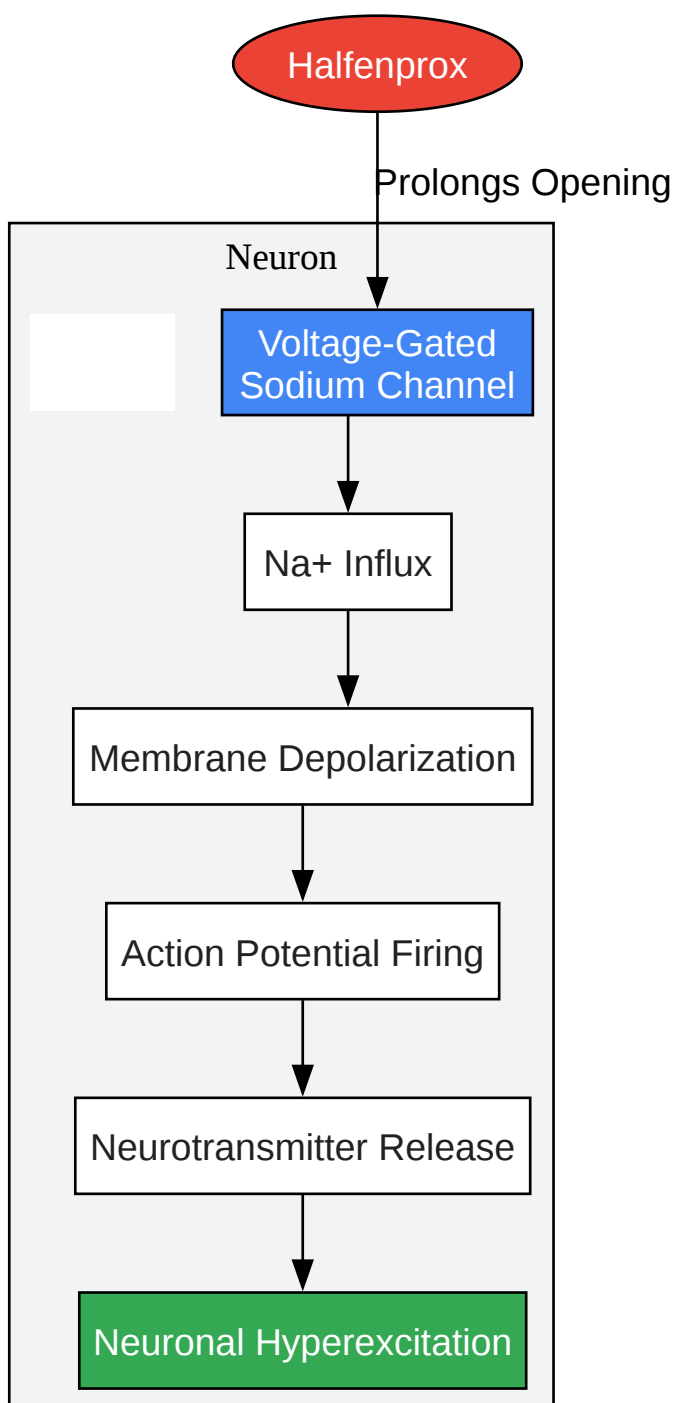 Halfenprox
Prolongs Opening
Neuron
Voltage-Gated
Sodium Channel
Na+ Influx
Membrane Depolarization
Action Potential Firing
Neurotransmitter Release
Neuronal Hyperexcitation